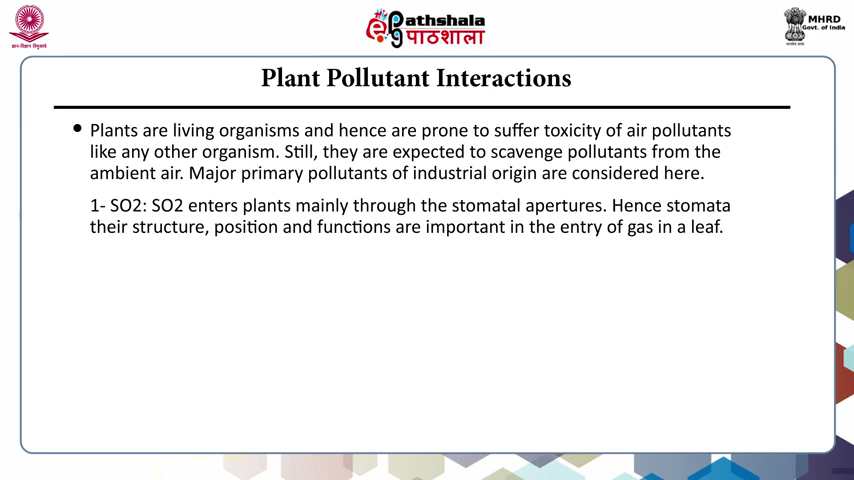 ePathshala
पाठशाला
MHRD
Govt. of India
ज्ञान-विज्ञान विमुक्तये
Plant Pollutant Interactions
• Plants are living organisms and hence are prone to suffer toxicity of air pollutants
like any other organism. Still, they are expected to scavenge pollutants from the
ambient air. Major primary pollutants of industrial origin are considered here.
1- SO2: SO2 enters plants mainly through the stomatal apertures. Hence stomata
their structure, position and functions are important in the entry of gas in a leaf.